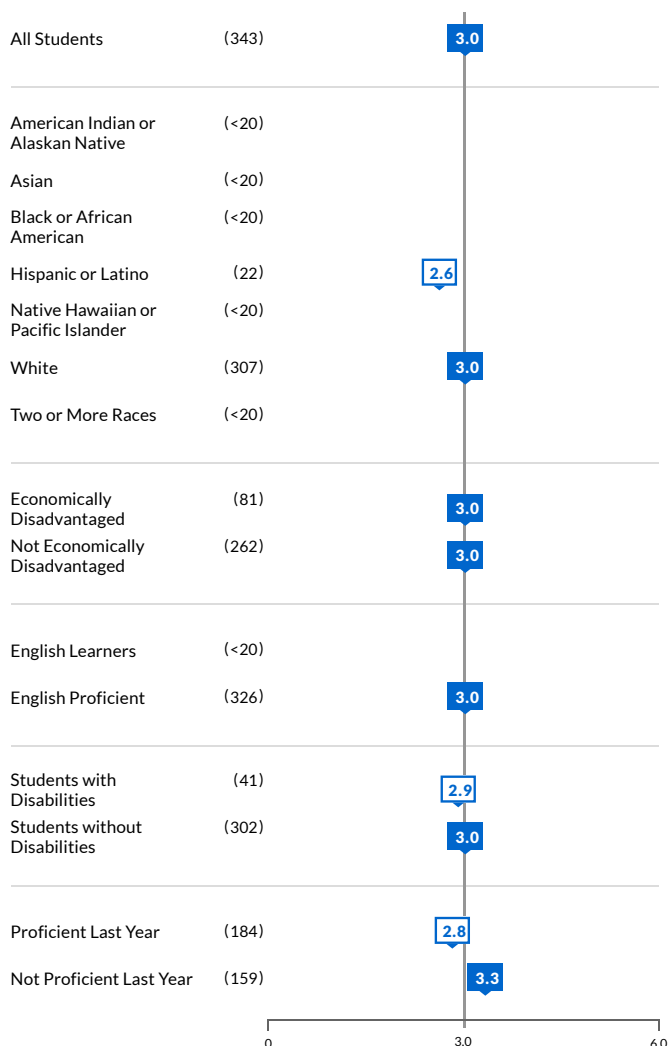 All Students (343) 3.0
American Indian or (<20)
Alaskan Native
Asian (<20)
Black or African (<20)
American
Hispanic or Latino (22) 2.6
Native Hawaiian or (<20)
Pacific Islander
White (307) 3.0
Two or More Races (<20)
Economically (81) 3.0
Disadvantaged
Not Economically (262) 3.0
Disadvantaged
English Learners (<20)
English Proficient (326) 3.0
Students with (41) 2.9
Disabilities
Students without (302) 3.0
Disabilities
Proficient Last Year (184) 2.8
Not Proficient Last Year (159) 3.3
0 3.0 6.0